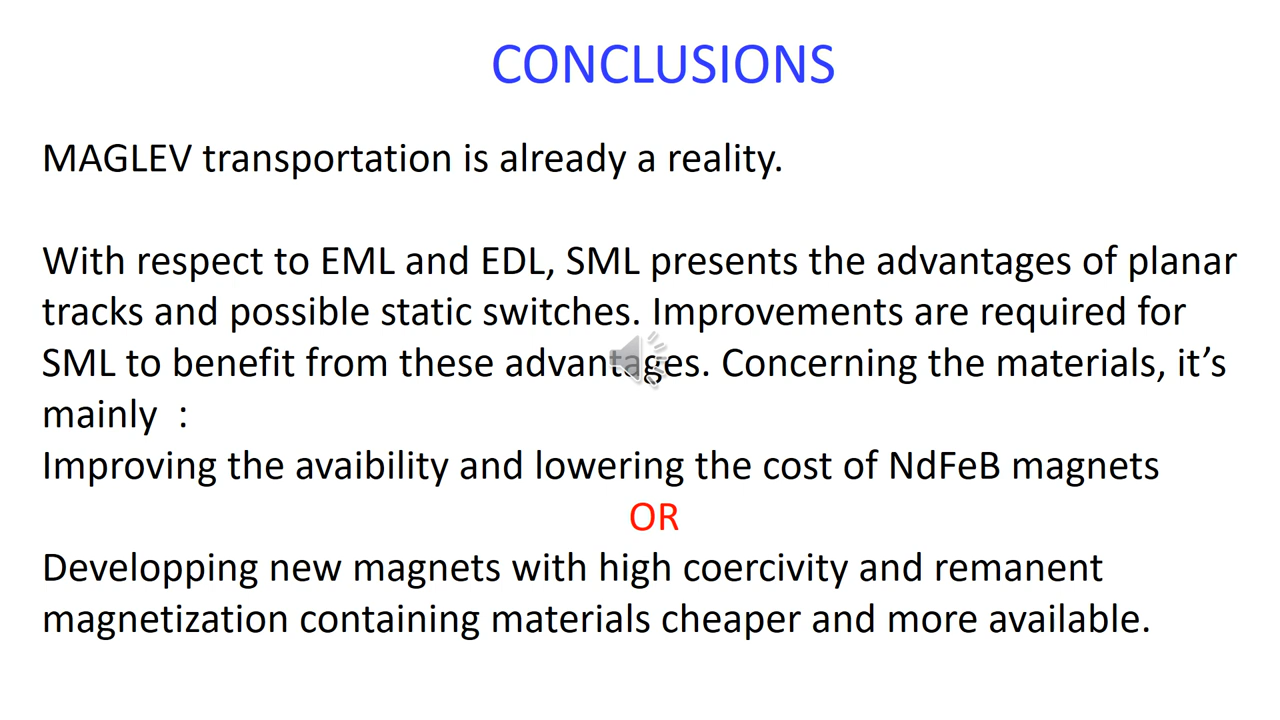 CONCLUSIONS
MAGLEV transportation is already a reality.
With respect to EML and EDL, SML presents the advantages of planar
tracks and possible static switches. Improvements are required for
SML to benefit from these advantages. Concerning the materials, it’s
mainly :
Improving the avaibility and lowering the cost of NdFeB magnets
OR
Developping new magnets with high coercivity and remanent
magnetization containing materials cheaper and more available.